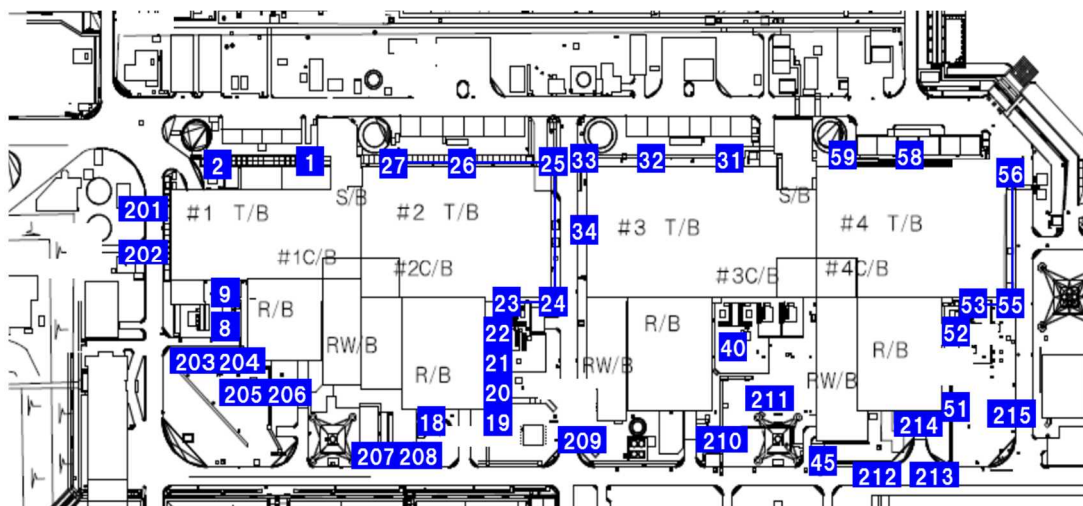 2 1 27 26 25 33 32 31 59 58
56
201 #1 T/B S/B #2 T/B #3 T/B S/B #4 T/B
34
202 #1C/B #2C/B #3C/B #4C/B
9 R/B 23 24 R/B 53 55
8 22 40 52
203 204 RW/B 21 RW/B R/B
205 206 R/B 20 RW/B 211 51
18 19 214 215
207 208 209 210 45
212 213